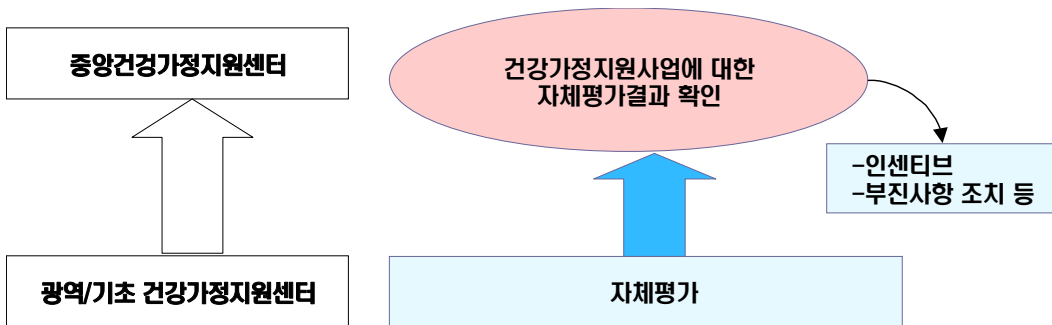 중앙건겅가정지원센터
건강가정지원사업에 대한
자체평가결과 확인
-인센티브
-부진사항 조치 등
광역/기초 건강가정지원센터
자체평가